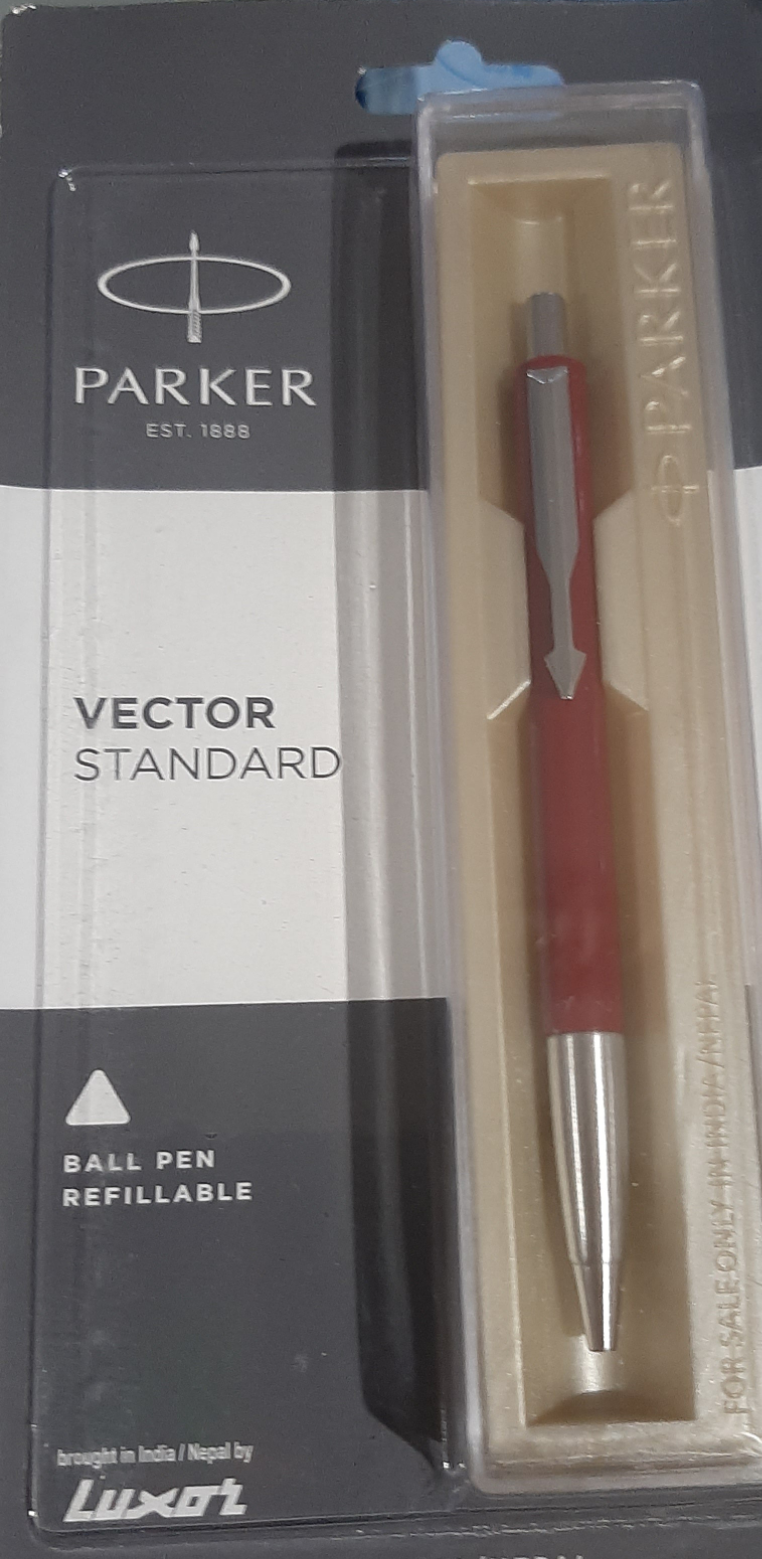 PARKER
EST. 1888
VECTOR
STANDARD
BALL PEN
REFILLABLE
brought in India / Nepal by
Luxor
PARKER
FOR SALE ONLY IN INDIA / NEPAL